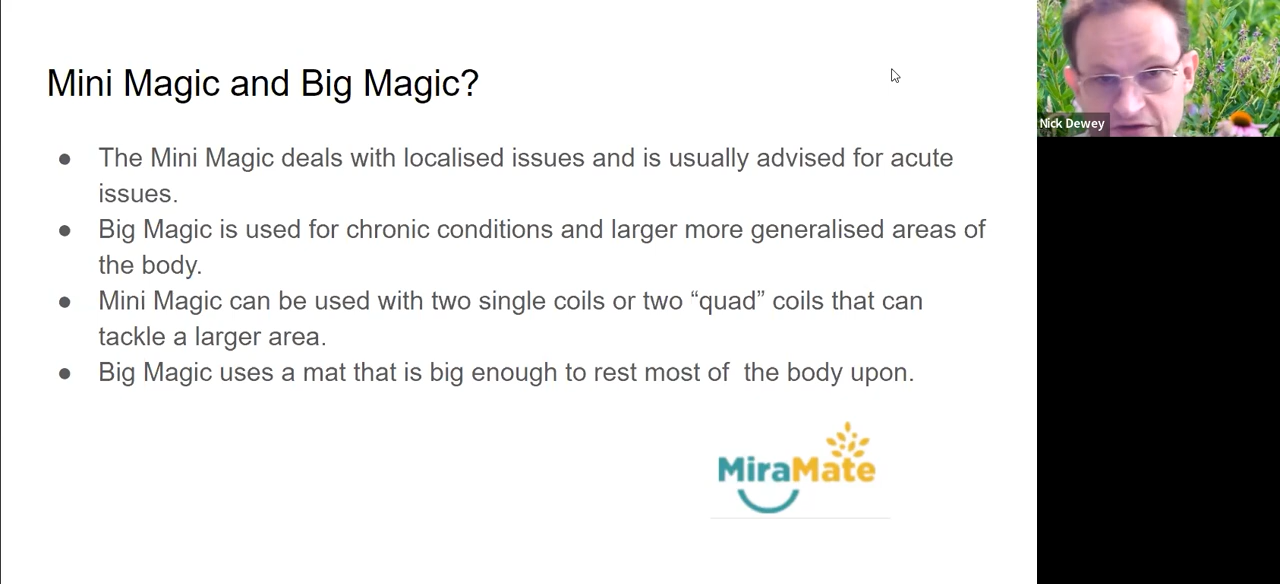 Mini Magic and Big Magic?
● The Mini Magic deals with localised issues and is usually advised for acute
issues.
● Big Magic is used for chronic conditions and larger more generalised areas of
the body.
● Mini Magic can be used with two single coils or two “quad” coils that can
tackle a larger area.
● Big Magic uses a mat that is big enough to rest most of  the body upon.
MiraMate
Nick Dewey